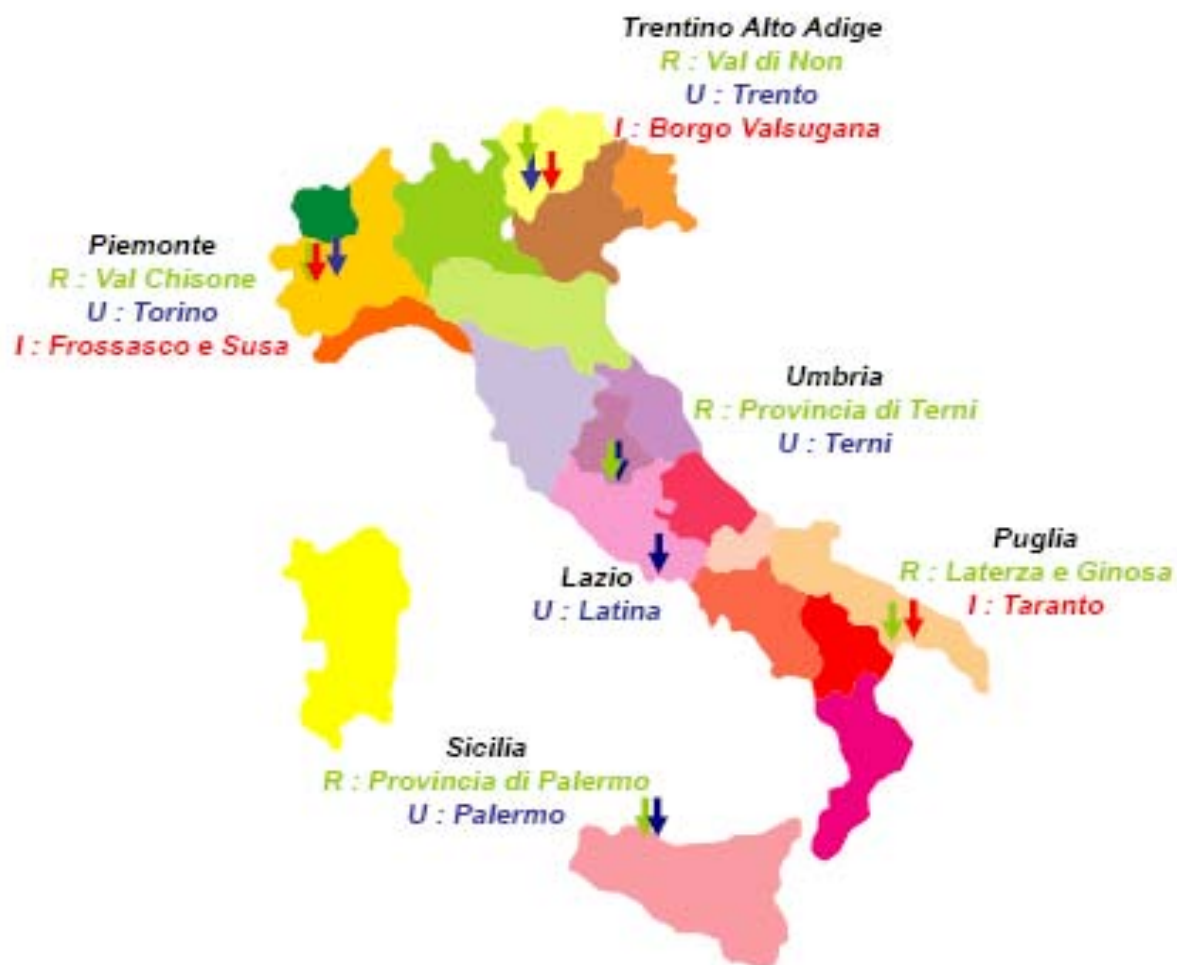 Trentino Alto Adige
R : Val di Non
U : Trento
I : Borgo Valsugana
Piemonte
R : Val Chisone
U : Torino
I : Frossasco e Susa
Umbria
R : Provincia di Terni
U : Terni
Puglia
R : Laterza e Ginosa
I : Taranto
Lazio
U : Latina
Sicilia
R : Provincia di Palermo
U : Palermo